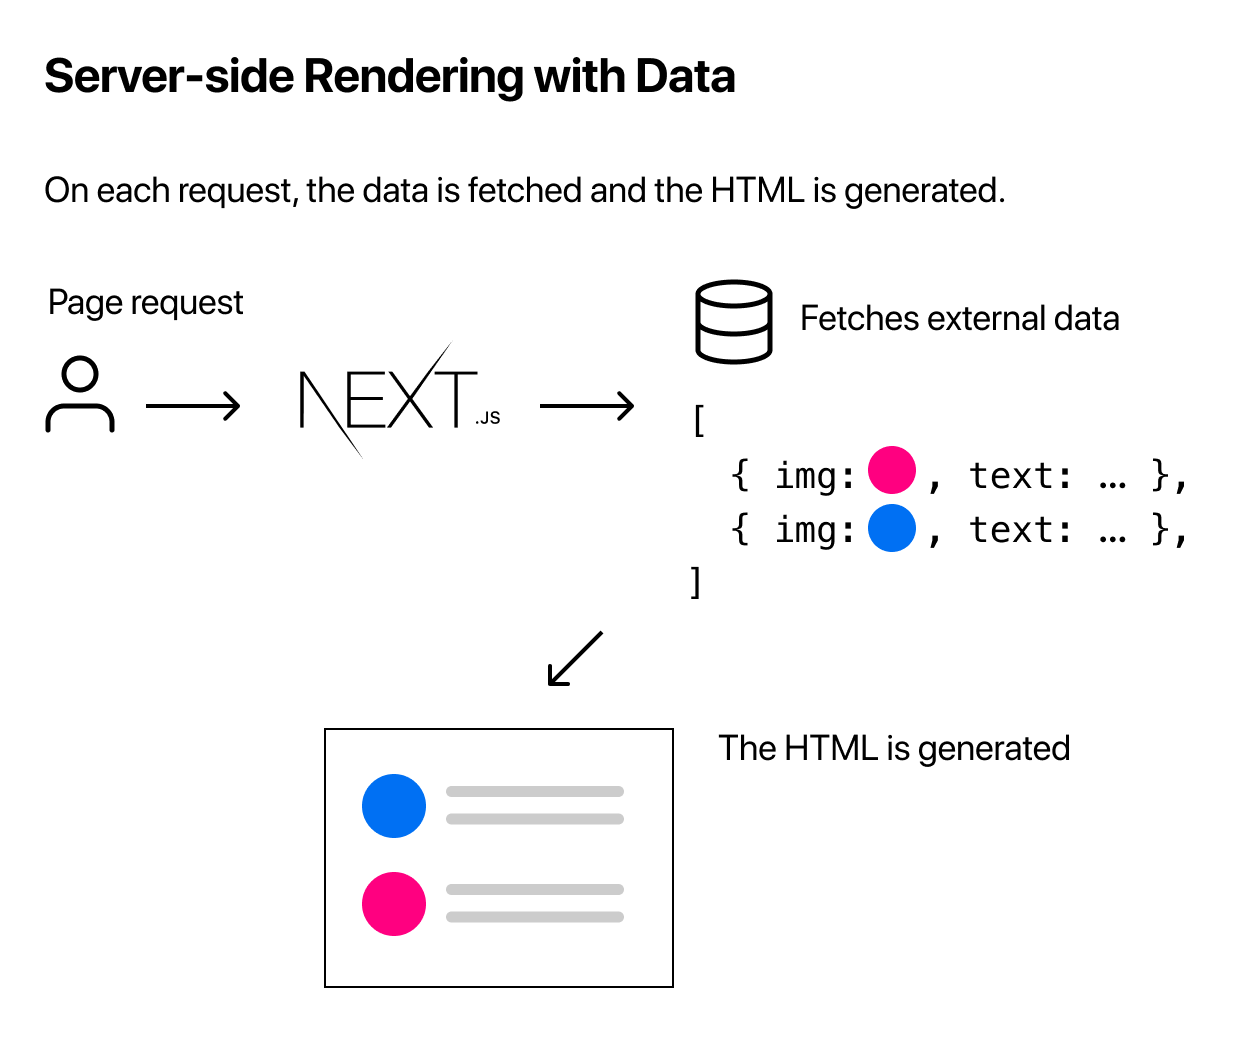 Server-side Rendering with Data
On each request, the data is fetched and the HTML is generated.
Page request
NEXT.JS
Fetches external data
[
{ img: , text: … },
{ img: , text: … },
]
The HTML is generated